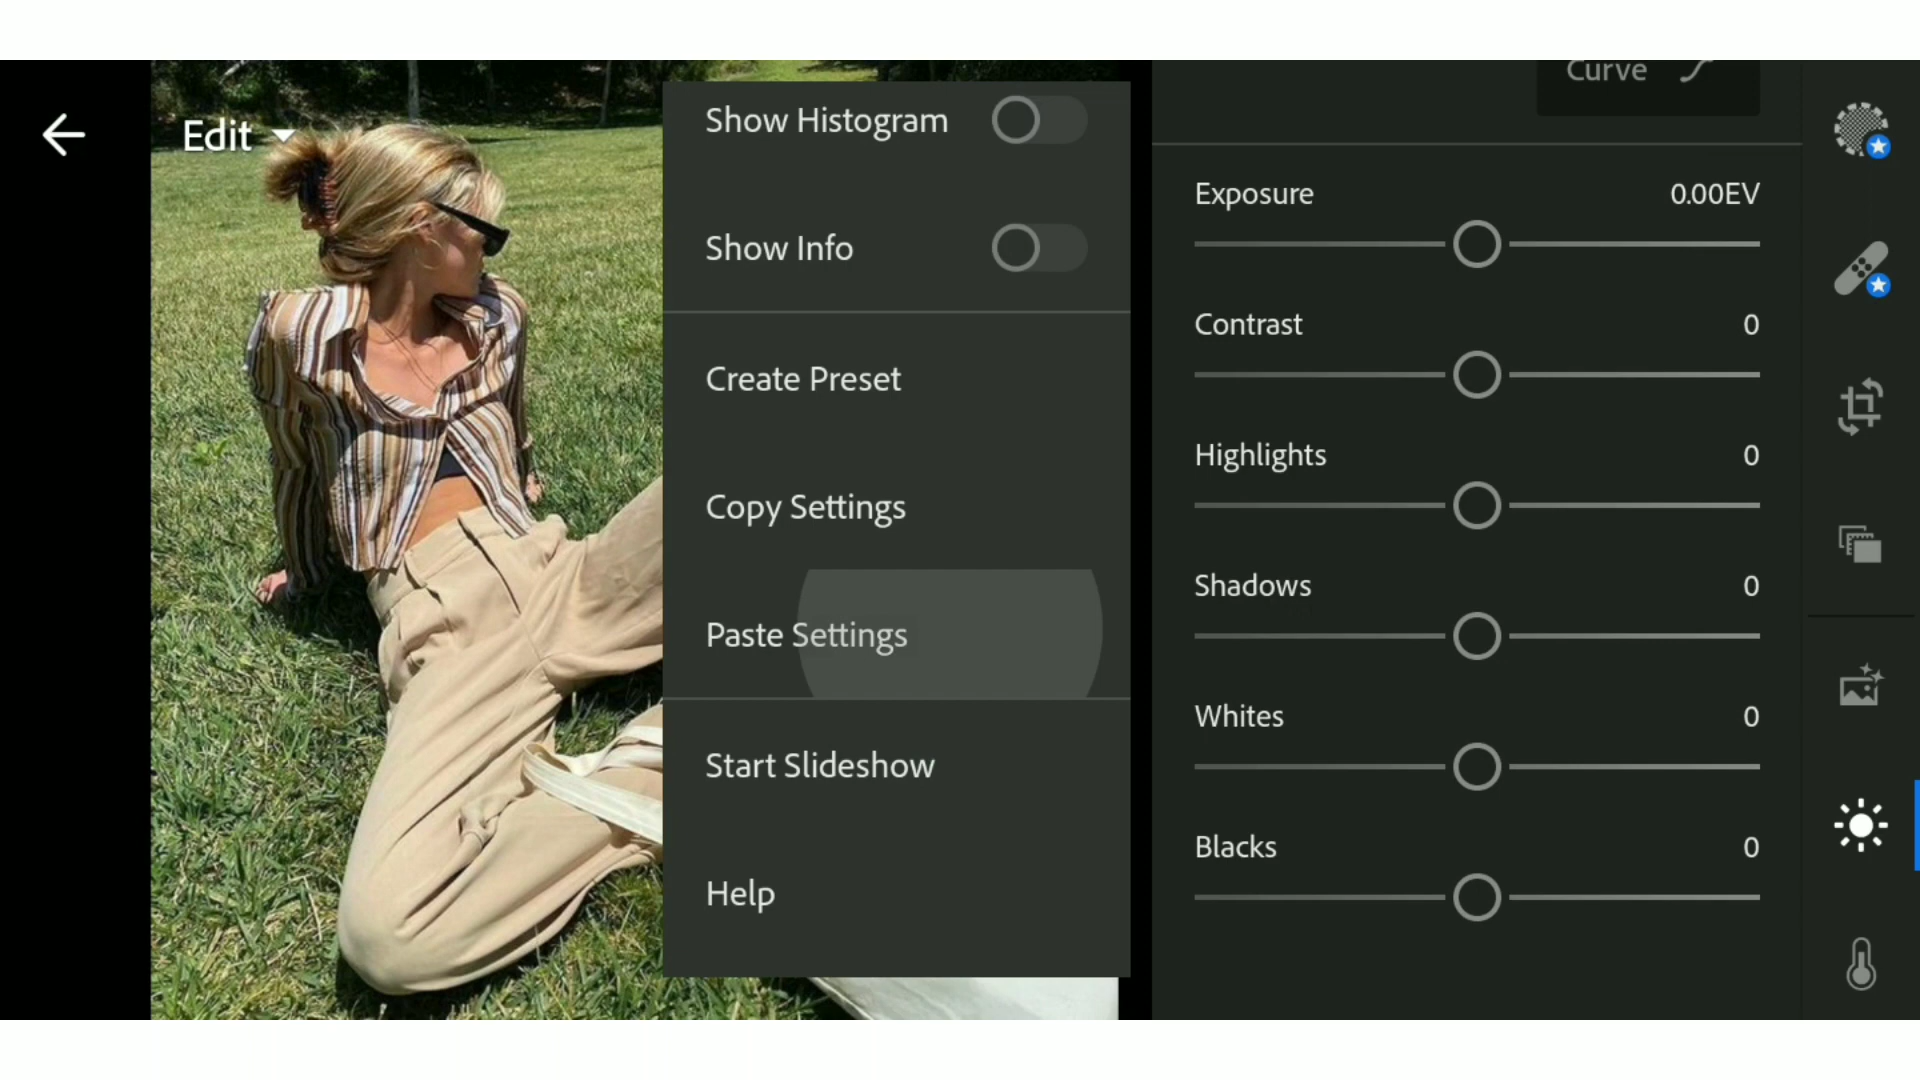 Edit
Show Histogram
Show Info
Create Preset
Copy Settings
Paste Settings
Start Slideshow
Help
Curve
Exposure 0.00EV
Contrast 0
Highlights 0
Shadows 0
Whites 0
Blacks 0